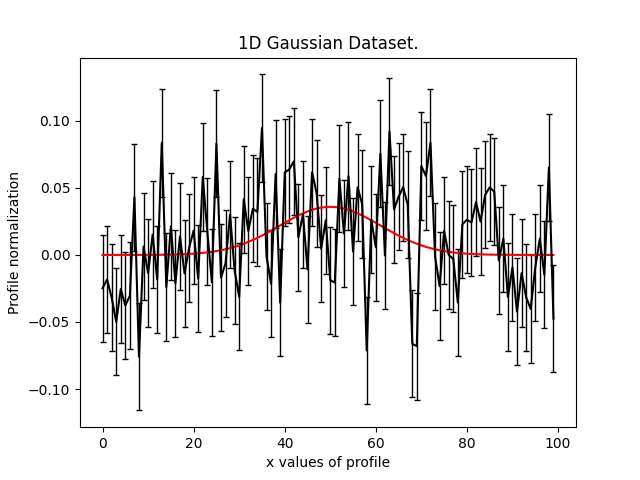 1D Gaussian Dataset.
Profile normalization
0.10
0.05
0.00
−0.05
−0.10
0 20 40 60 80 100
x values of profile